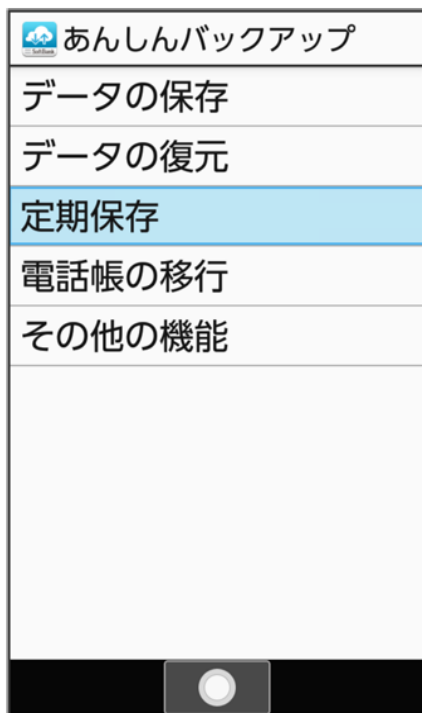 あんしんバックアップ
データの保存
データの復元
定期保存
電話帳の移行
その他の機能